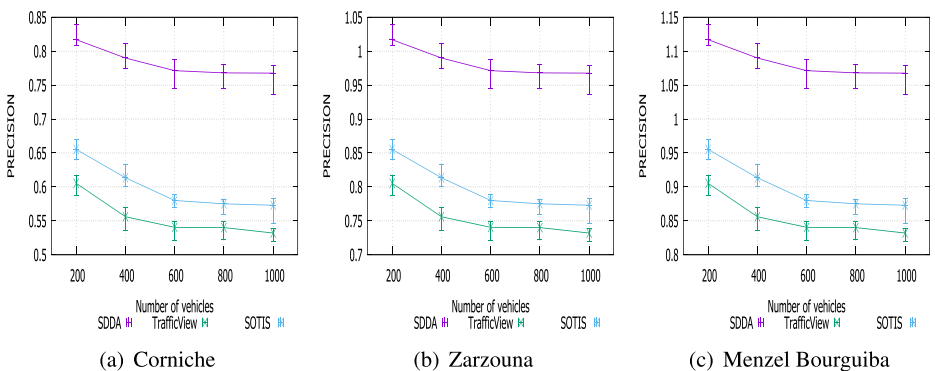 PRECISION
0.85
0.8
0.75
0.7
0.65
0.6
0.55
0.5
200 400 600 800 1000
Number of vehicles
SDDA TrafficView SOTIS
(a) Corniche
PRECISION
1.05
1
0.95
0.9
0.85
0.8
0.75
0.7
200 400 600 800 1000
Number of vehicles
SDDA TrafficView SOTIS
(b) Zarzouna
PRECISION
1.15
1.1
1.05
1
0.95
0.9
0.85
0.8
200 400 600 800 1000
Number of vehicles
SDDA TrafficView SOTIS
(c) Menzel Bourguiba